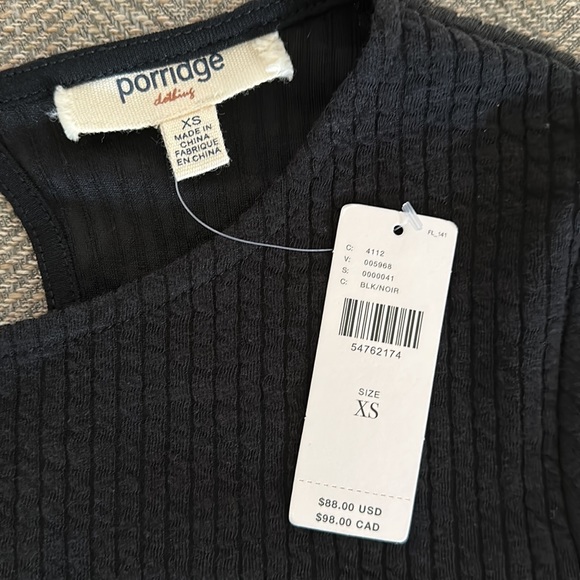 porridge
clothing
XS
MADE IN
CHINA
FABRIQUE
EN CHINA
FL_141
C: 4112
V: 005968
S: 0000041
C: BLK/NOIR
54762174
SIZE
XS
$88.00 USD
$98.00 CAD